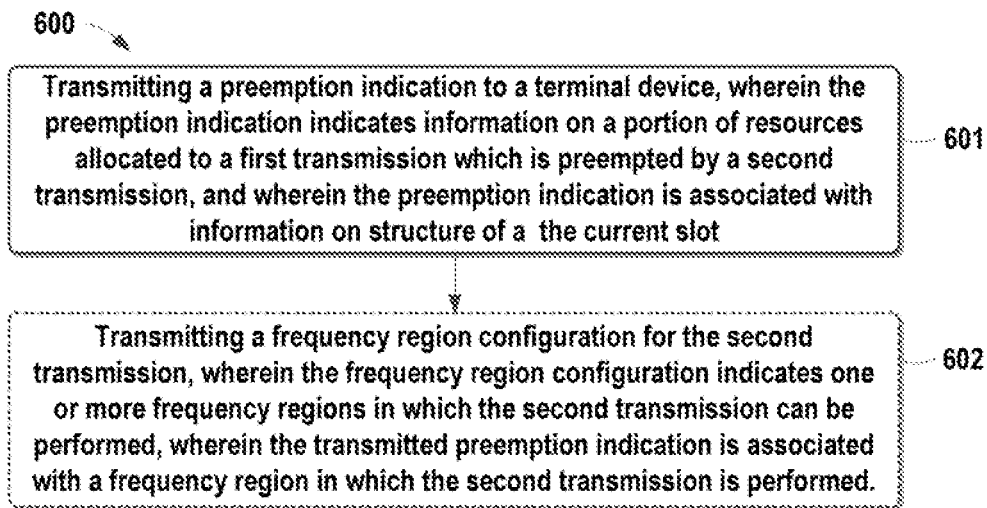 600
Transmitting a preemption indication to a terminal device, wherein the
preemption indication indicates information on a portion of resources
allocated to a first transmission which is preempted by a second
transmission, and wherein the preemption indication is associated with
information on structure of a the current slot
601
Transmitting a frequency region configuration for the second
transmission, wherein the frequency region configuration indicates one
or more frequency regions in which the second transmission can be
performed, wherein the transmitted preemption indication is associated
with a frequency region in which the second transmission is performed.
602